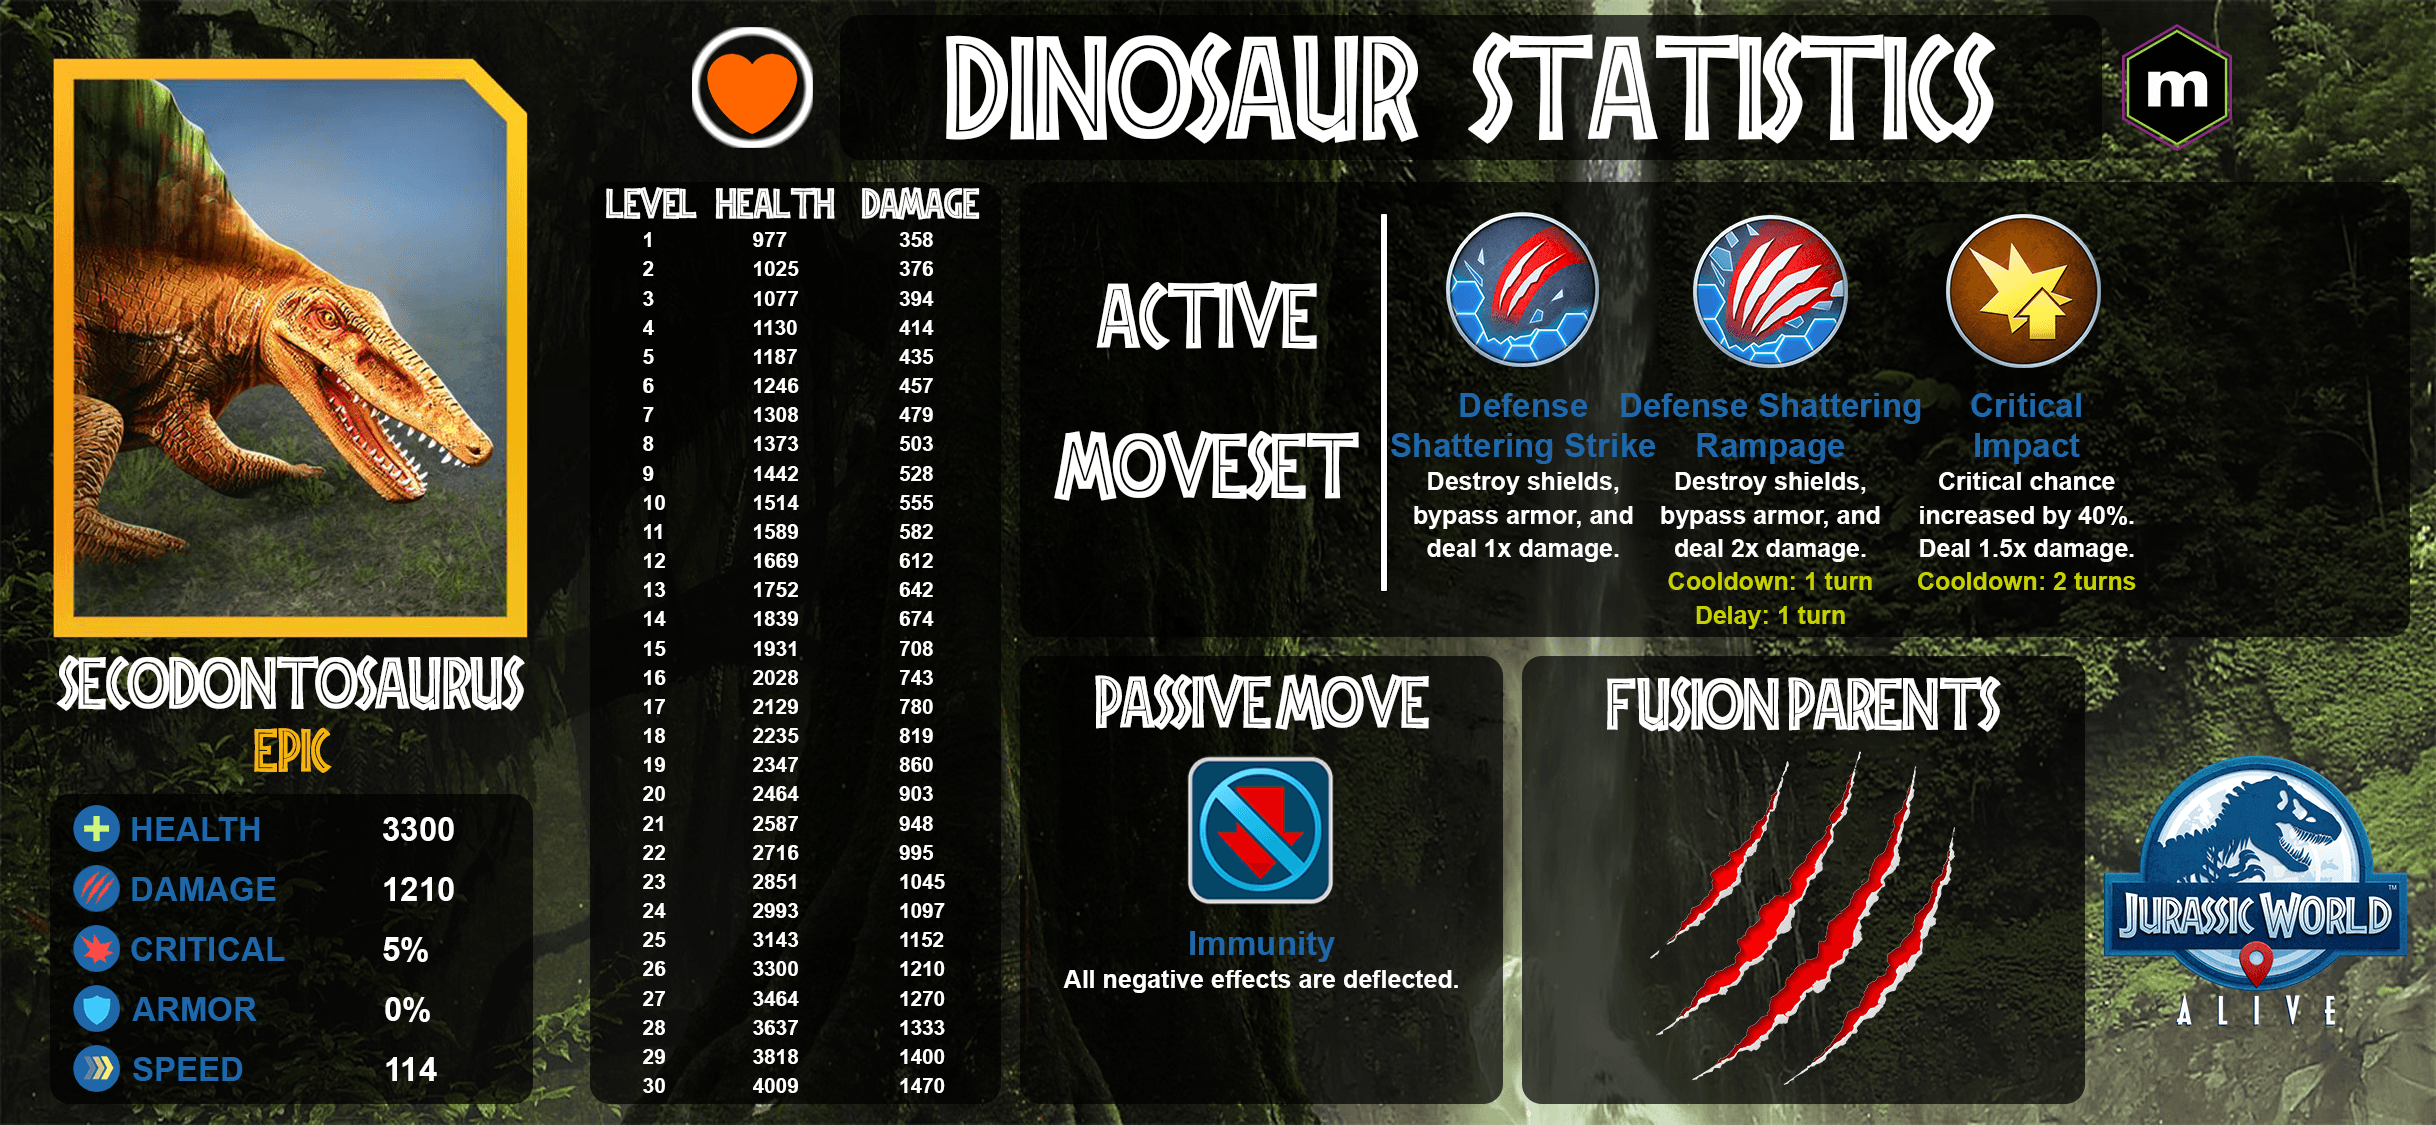 DINOSAUR STATISTICS
m
SECODONTOSAURUS
EPIC
HEALTH 3300
DAMAGE 1210
CRITICAL 5%
ARMOR 0%
SPEED 114
LEVEL HEALTH DAMAGE
1 977 358
2 1025 376
3 1077 394
4 1130 414
5 1187 435
6 1246 457
7 1308 479
8 1373 503
9 1442 528
10 1514 555
11 1589 582
12 1669 612
13 1752 642
14 1839 674
15 1931 708
16 2028 743
17 2129 780
18 2235 819
19 2347 860
20 2464 903
21 2587 948
22 2716 995
23 2851 1045
24 2993 1097
25 3143 1152
26 3300 1210
27 3464 1270
28 3637 1333
29 3818 1400
30 4009 1470
ACTIVE
MOVESET
Defense
Shattering Strike
Destroy shields,
bypass armor, and
deal 1x damage.
Defense Shattering
Rampage
Destroy shields,
bypass armor, and
deal 2x damage.
Cooldown: 1 turn
Delay: 1 turn
Critical
Impact
Critical chance
increased by 40%.
Deal 1.5x damage.
Cooldown: 2 turns
PASSIVE MOVE
Immunity
All negative effects are deflected.
FUSION PARENTS
JURASSIC WORLD™
ALIVE